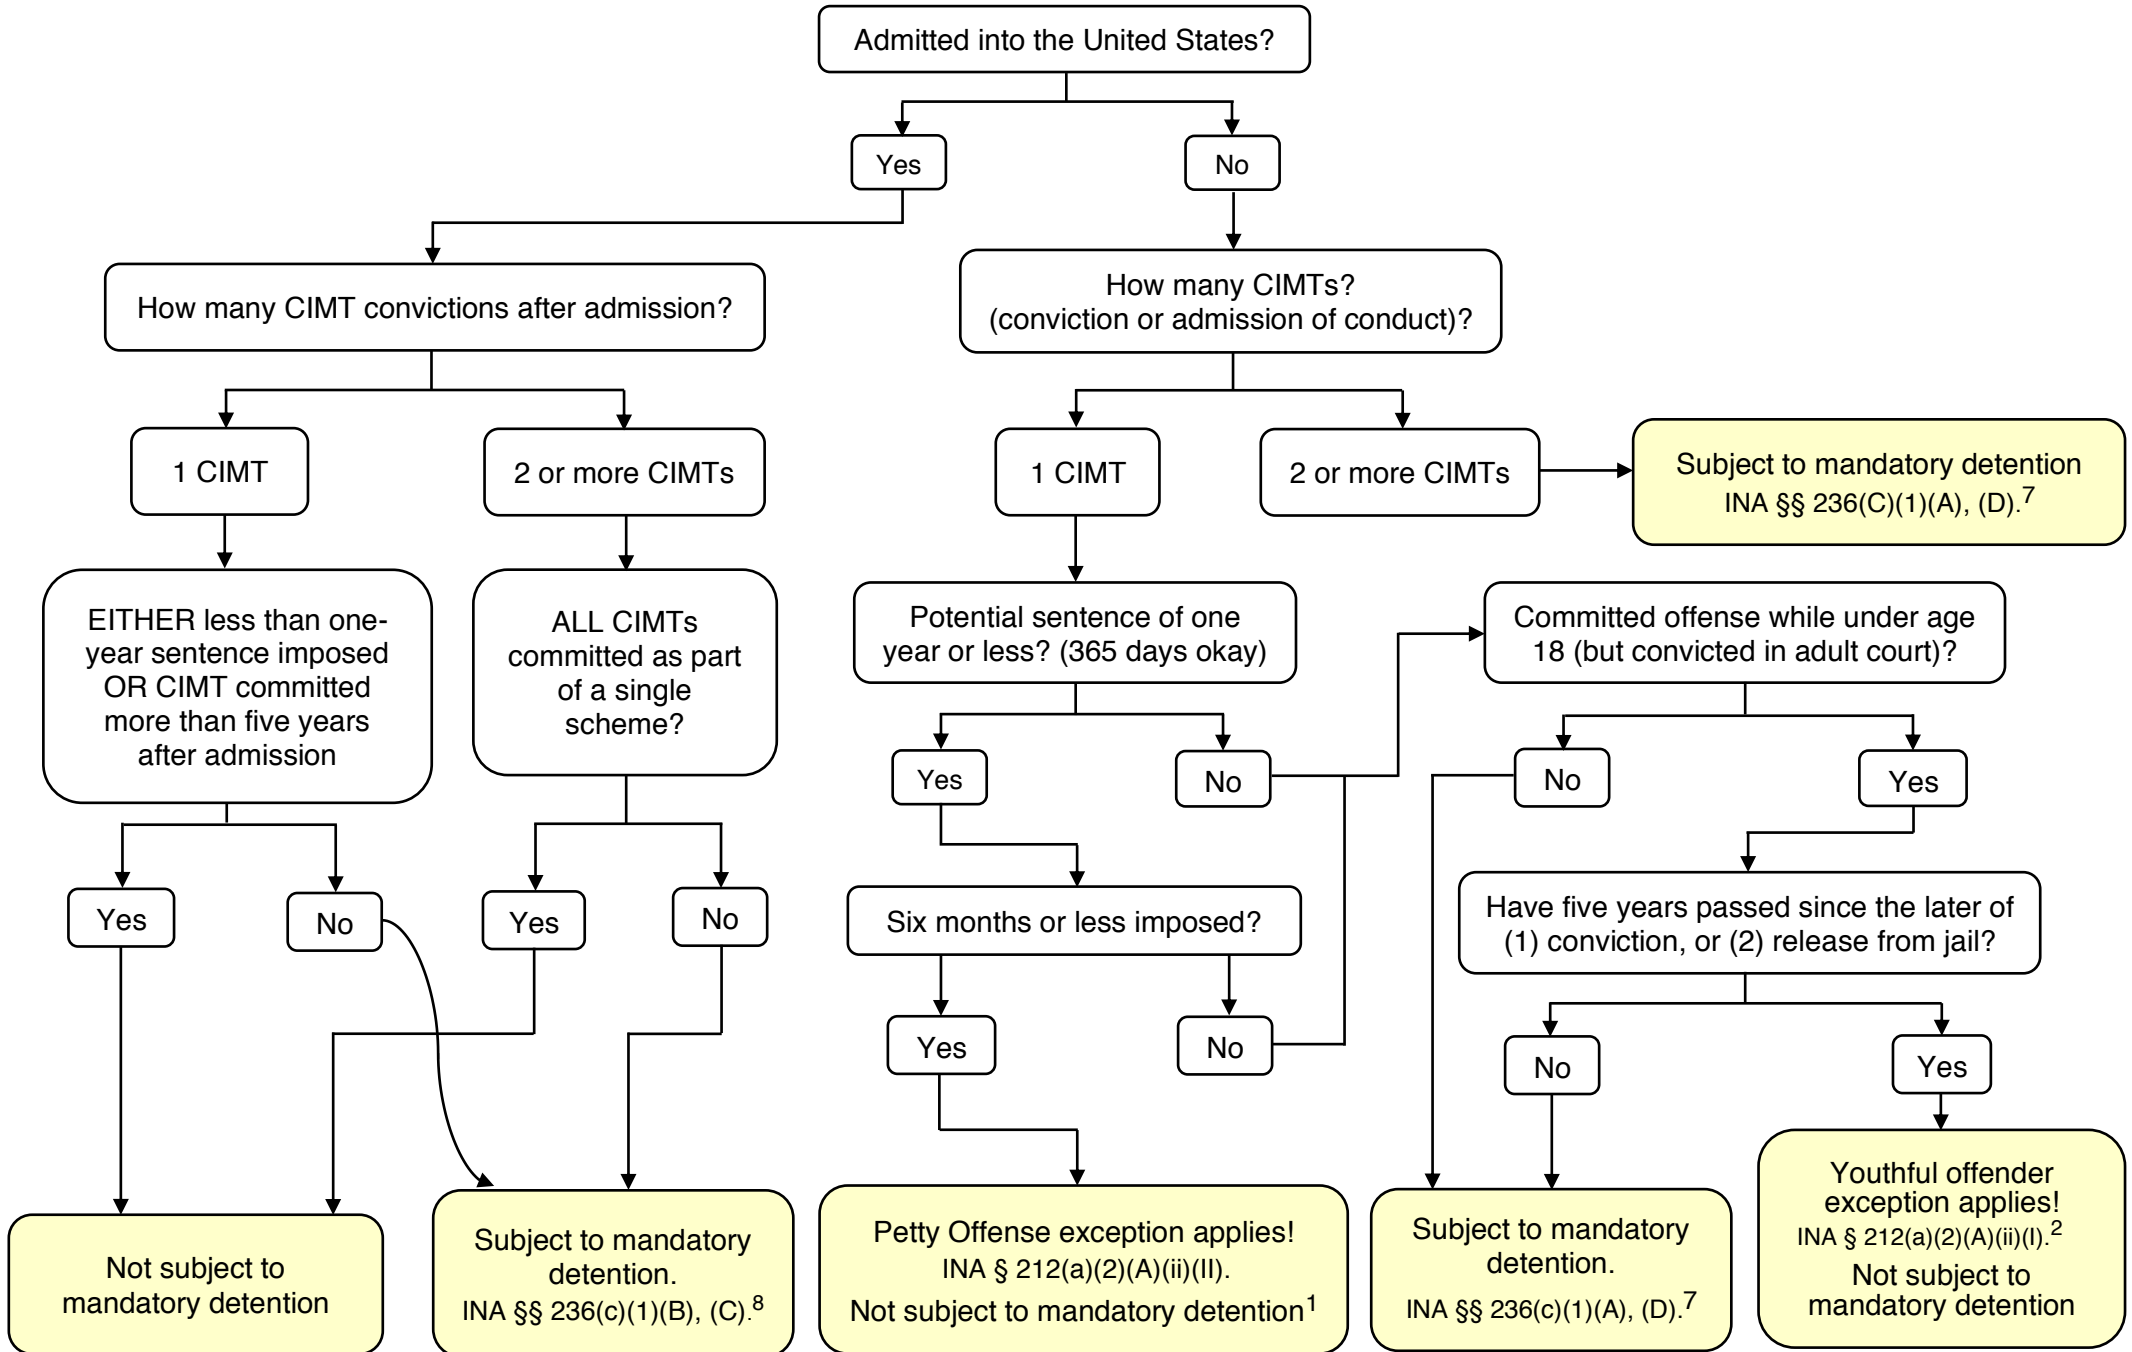 Admitted into the United States?
Yes
No
How many CIMT convictions after admission?
How many CIMTs?
(conviction or admission of conduct)?
1 CIMT
2 or more CIMTs
1 CIMT
2 or more CIMTs
Subject to mandatory detention
INA §§ 236(C)(1)(A), (D).7
EITHER less than one-
year sentence imposed
OR CIMT committed
more than five years
after admission
ALL CIMTs
committed as part
of a single
scheme?
Potential sentence of one
year or less? (365 days okay)
Committed offense while under age
18 (but convicted in adult court)?
Yes
No
No
Yes
Yes
No
Yes
No
Six months or less imposed?
Have five years passed since the later of
(1) conviction, or (2) release from jail?
Yes
No
No
Yes
Not subject to
mandatory detention
Subject to mandatory
detention.
INA §§ 236(c)(1)(B), (C).8
Petty Offense exception applies!
INA § 212(a)(2)(A)(ii)(II).
Not subject to mandatory detention1
Subject to mandatory
detention.
INA §§ 236(c)(1)(A), (D).7
Youthful offender
exception applies!
INA § 212(a)(2)(A)(ii)(I).2
Not subject to
mandatory detention